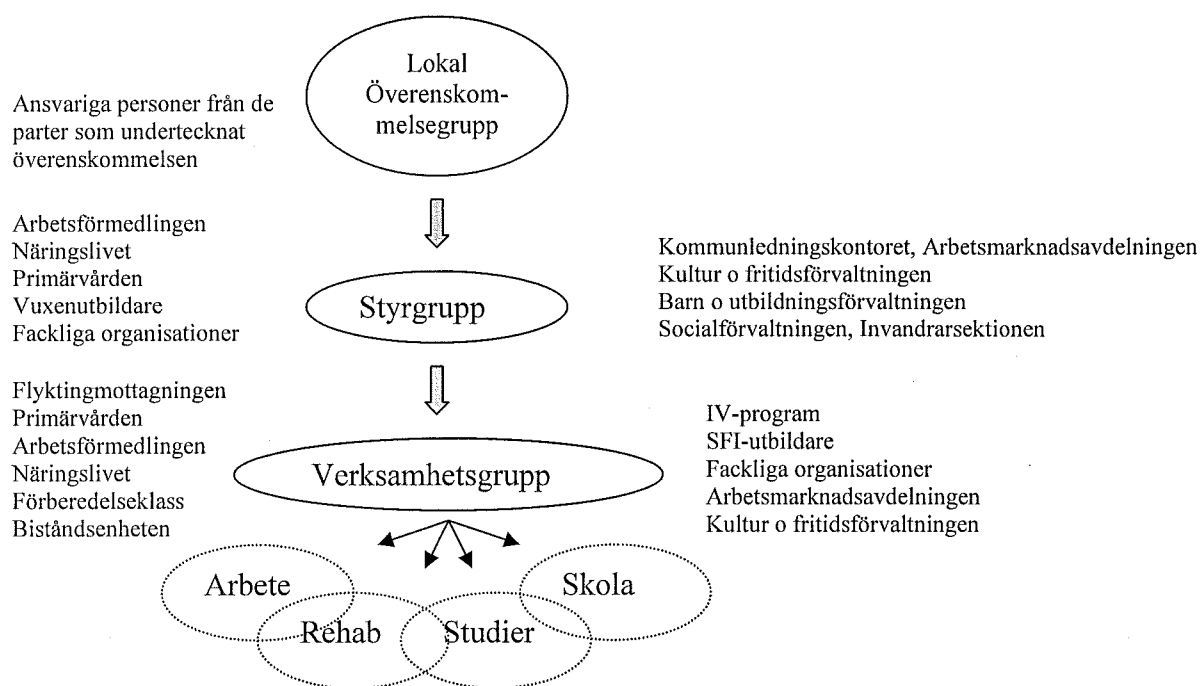 Lokal
Överenskom-
melsegrupp
Ansvariga personer från de
parter som undertecknat
överenskommelsen
Arbetsförmedlingen
Näringslivet
Primärvården
Vuxenutbildare
Fackliga organisationer
Styrgrupp
Kommunledningskontoret, Arbetsmarknadsavdelningen
Kultur o fritidsförvaltningen
Barn o utbildningsförvaltningen
Socialförvaltningen, Invandrarsektionen
Flyktingmottagningen
Primärvården
Arbetsförmedlingen
Näringslivet
Förberedelseklass
Biståndsenheten
Verksamhetsgrupp
IV-program
SFI-utbildare
Fackliga organisationer
Arbetsmarknadsavdelningen
Kultur o fritidsförvaltningen
Arbete
Rehab
Studier
Skola